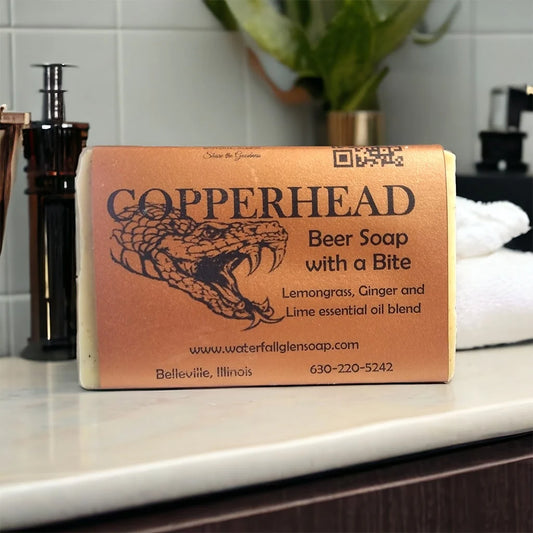 Share the Goodness
COPPERHEAD
Beer Soap
with a Bite
Lemongrass, Ginger and
Lime essential oil blend
www.waterfallglensoap.com
Belleville, Illinois 630-220-5242